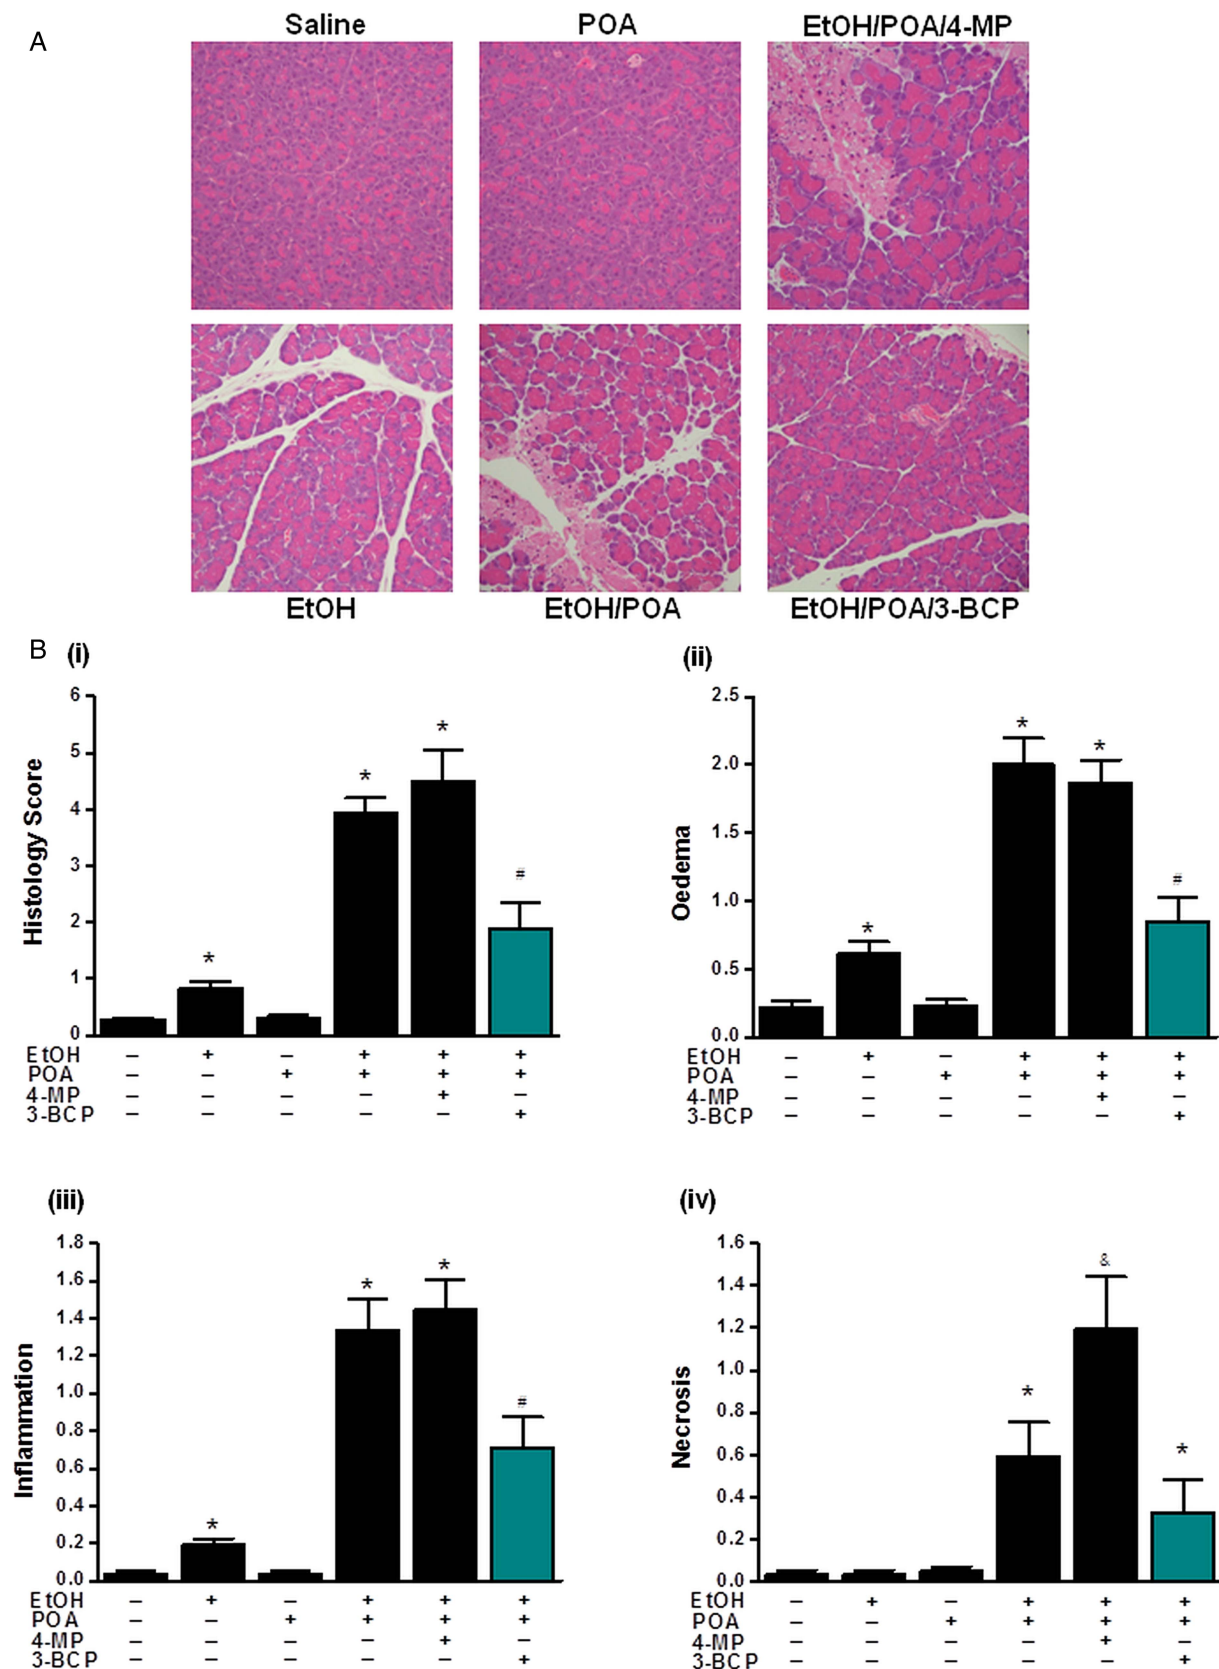 A
Saline POA EtOH/POA/4-MP
EtOH EtOH/POA EtOH/POA/3-BCP
B (i)
Histology Score
6
5
4
3
2
1
0
* * * #
EtOH – + – + + +
POA – – + + + +
4-MP – – – – + –
3-BCP – – – – – +
(ii)
Oedema
2.5
2.0
1.5
1.0
0.5
0.0
* * * #
EtOH – + – + + +
POA – – + + + +
4-MP – – – – + –
3-BCP – – – – – +
(iii)
Inflammation
1.8
1.6
1.4
1.2
1.0
0.8
0.6
0.4
0.2
0.0
* * * #
EtOH – + – + + +
POA – – + + + +
4-MP – – – – + –
3-BCP – – – – – +
(iv)
Necrosis
1.6
1.4
1.2
1.0
0.8
0.6
0.4
0.2
0.0
* & *
EtOH – + – + + +
POA – – + + + +
4-MP – – – – + –
3-BCP – – – – – +